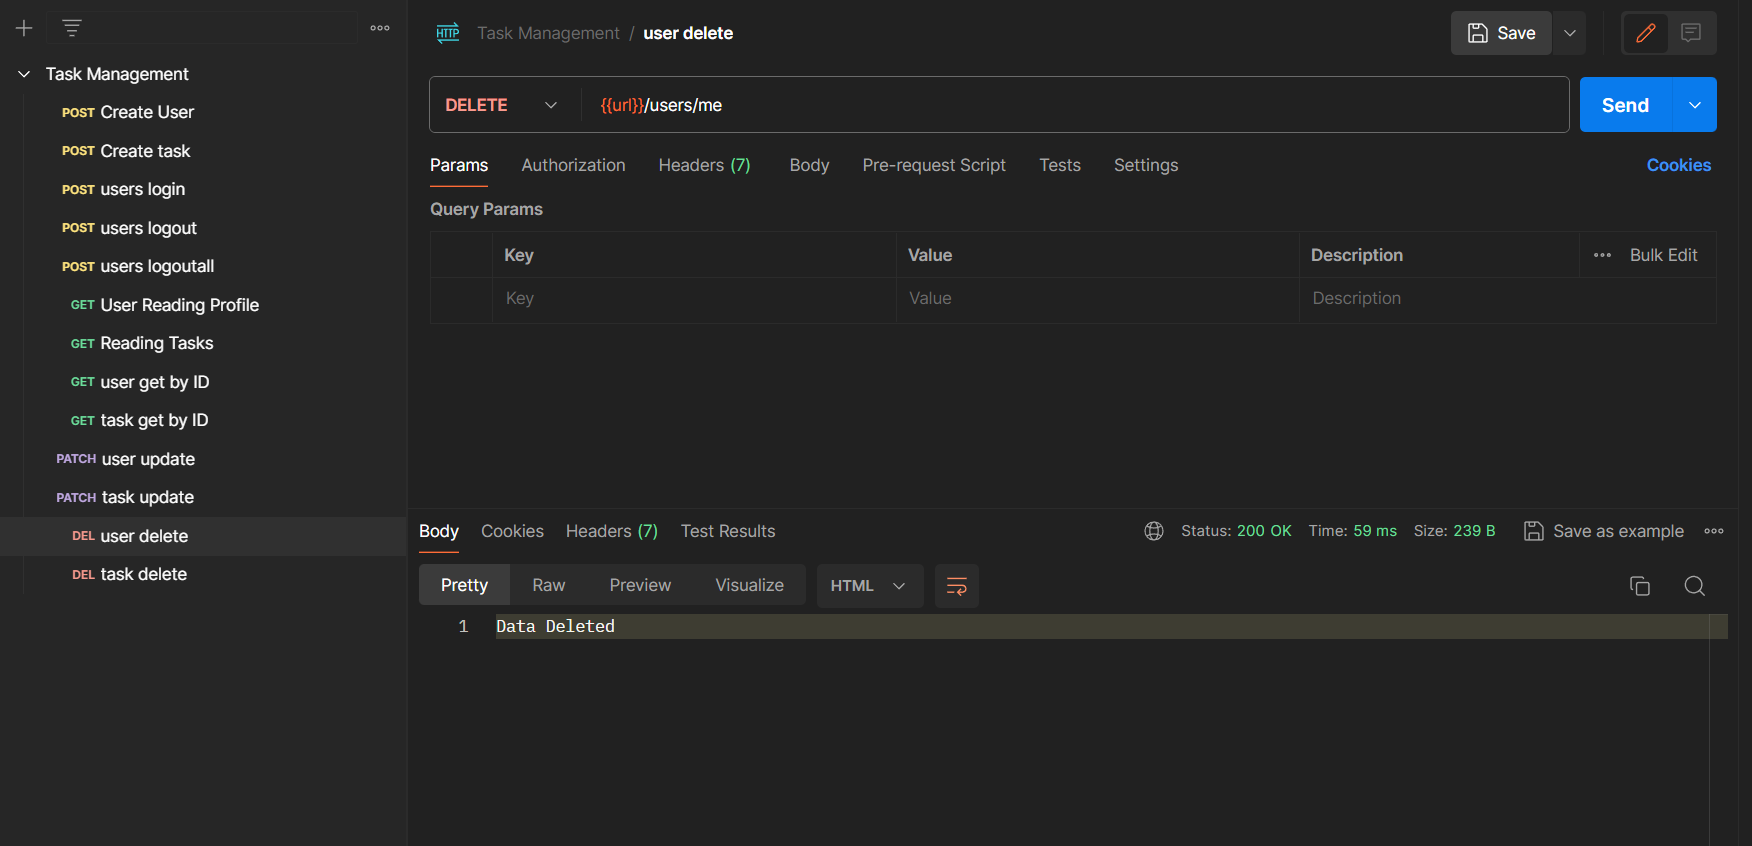 Task Management
POST Create User
POST Create task
POST users login
POST users logout
POST users logoutall
GET User Reading Profile
GET Reading Tasks
GET user get by ID
GET task get by ID
PATCH user update
PATCH task update
DEL user delete
DEL task delete
HTTP Task Management / user delete
Save
DELETE {{url}}/users/me
Send
Params Authorization Headers (7) Body Pre-request Script Tests Settings Cookies
Query Params
Key Value Description Bulk Edit
Key Value Description
Body Cookies Headers (7) Test Results Status: 200 OK Time: 59 ms Size: 239 B Save as example
Pretty Raw Preview Visualize HTML
1 Data Deleted